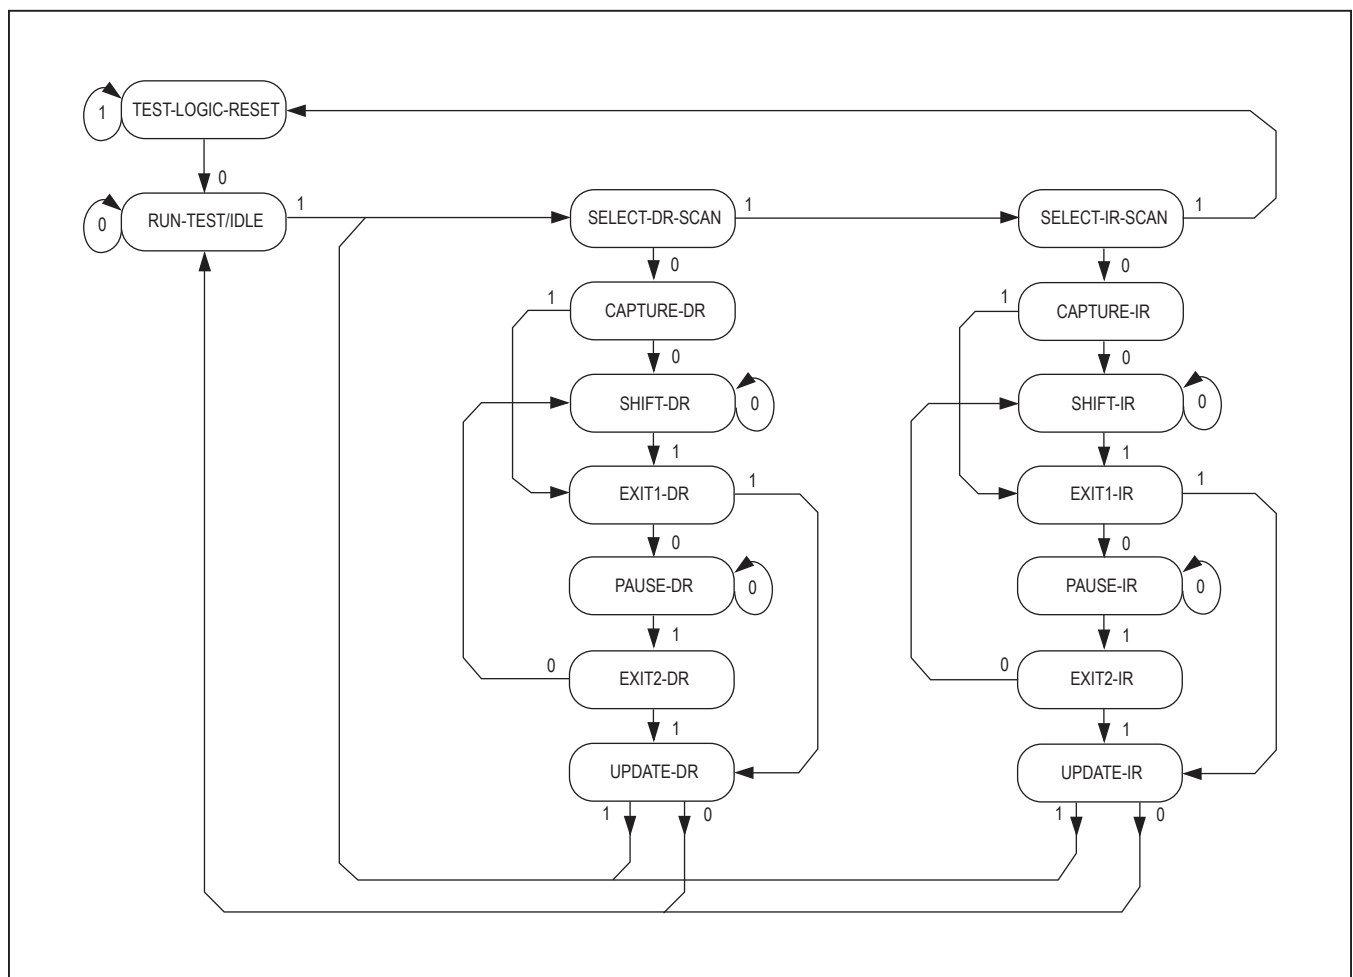 TEST-LOGIC-RESET
1
0
RUN-TEST/IDLE
1
0
SELECT-DR-SCAN
1
SELECT-IR-SCAN
1
0
0
1
CAPTURE-DR
1
CAPTURE-IR
0
0
SHIFT-DR
0
SHIFT-IR
0
1
1
EXIT1-DR
1
EXIT1-IR
1
0
0
PAUSE-DR
0
PAUSE-IR
0
1
1
0
EXIT2-DR
0
EXIT2-IR
1
1
UPDATE-DR
UPDATE-IR
1
0
1
0